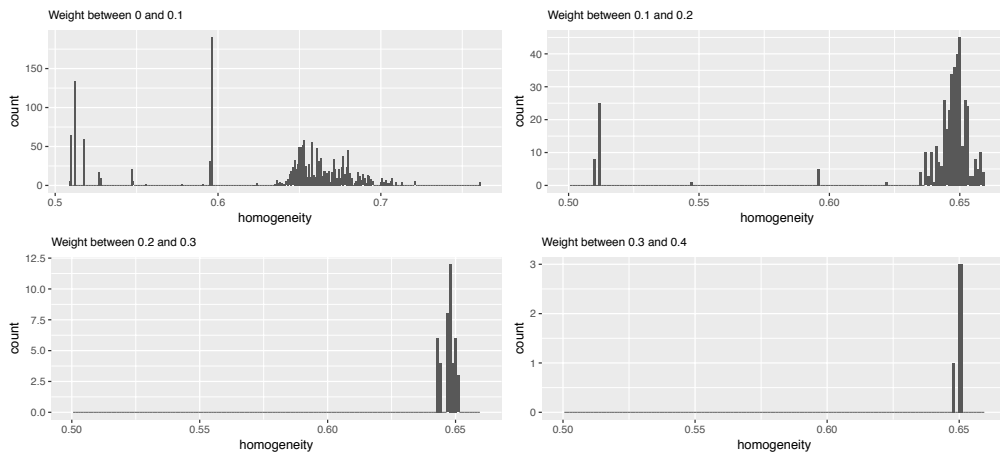 Weight between 0 and 0.1
count
150
100
50
0
0.5 0.6 0.7
homogeneity
Weight between 0.1 and 0.2
count
40
30
20
10
0
0.50 0.55 0.60 0.65
homogeneity
Weight between 0.2 and 0.3
count
12.5
10.0
7.5
5.0
2.5
0.0
0.50 0.55 0.60 0.65
homogeneity
Weight between 0.3 and 0.4
count
3
2
1
0
0.50 0.55 0.60 0.65
homogeneity